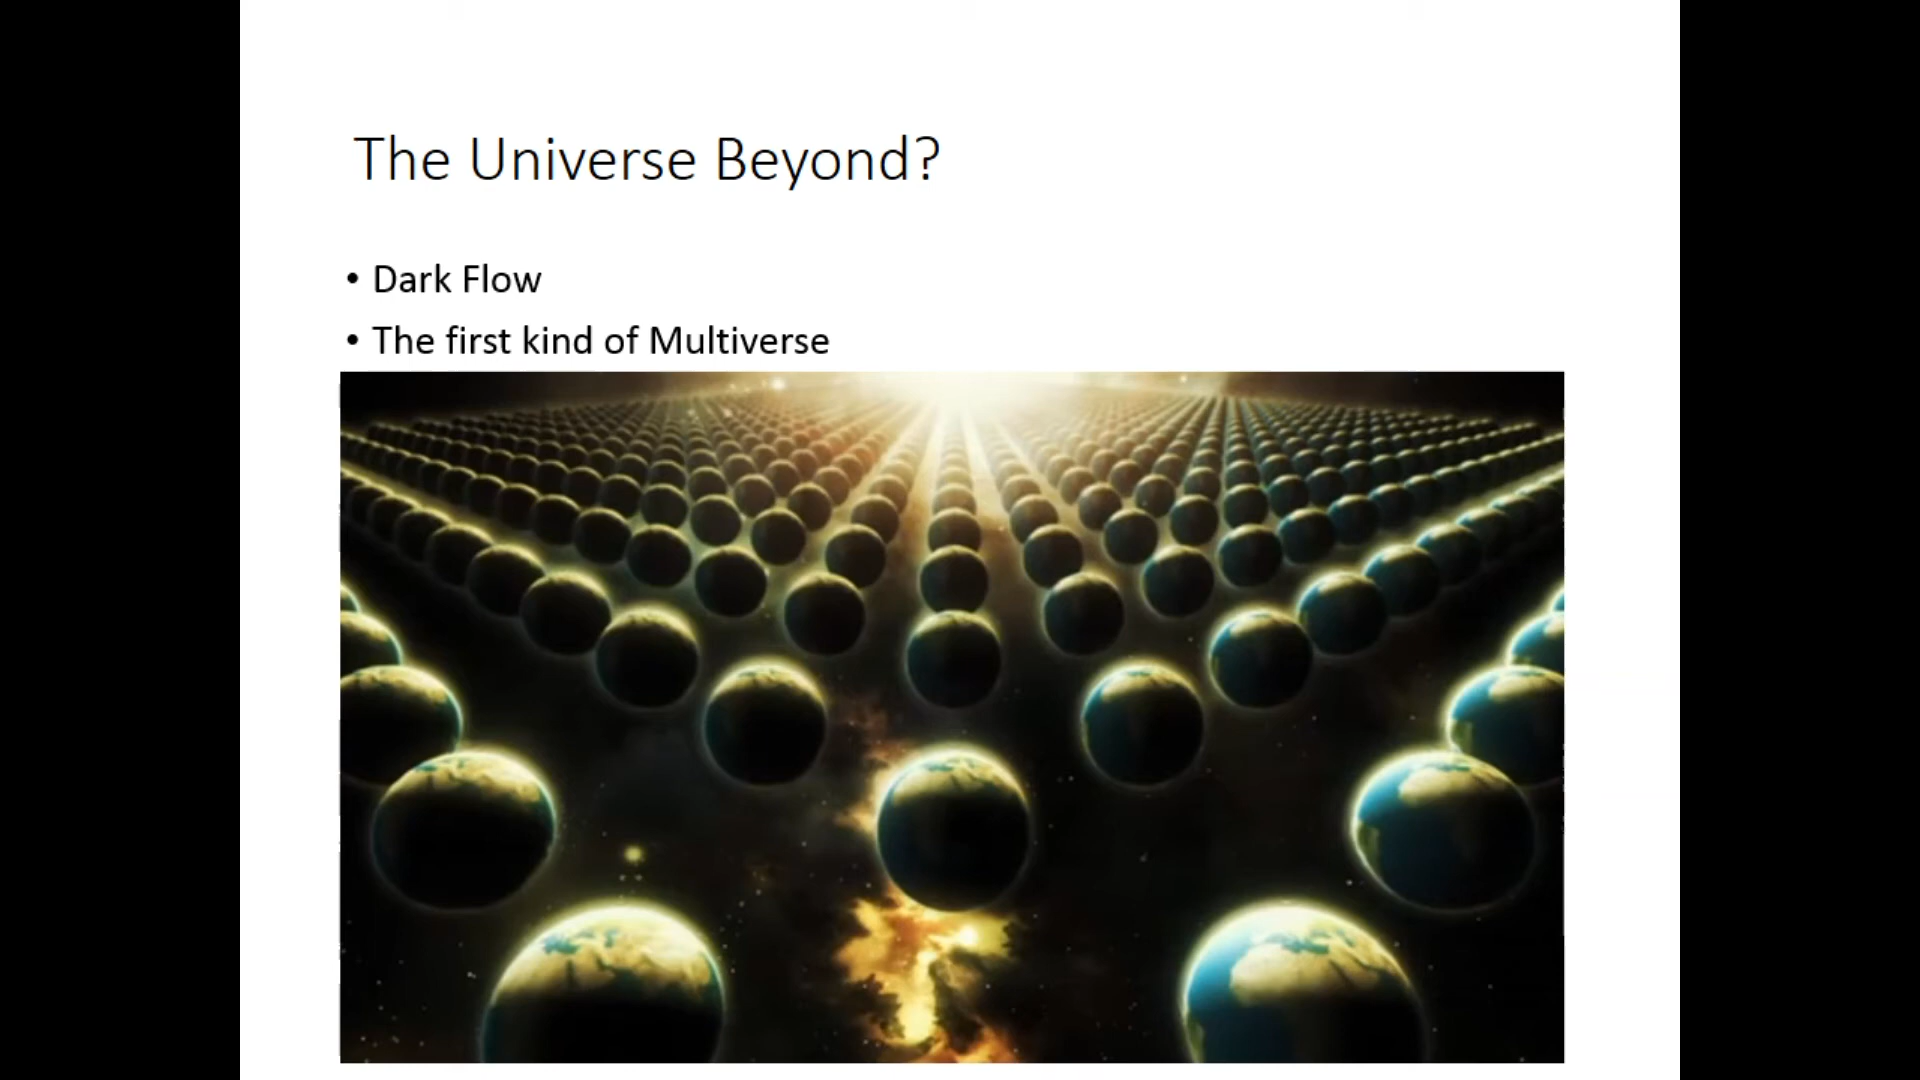 The Universe Beyond?
• Dark Flow
• The first kind of Multiverse